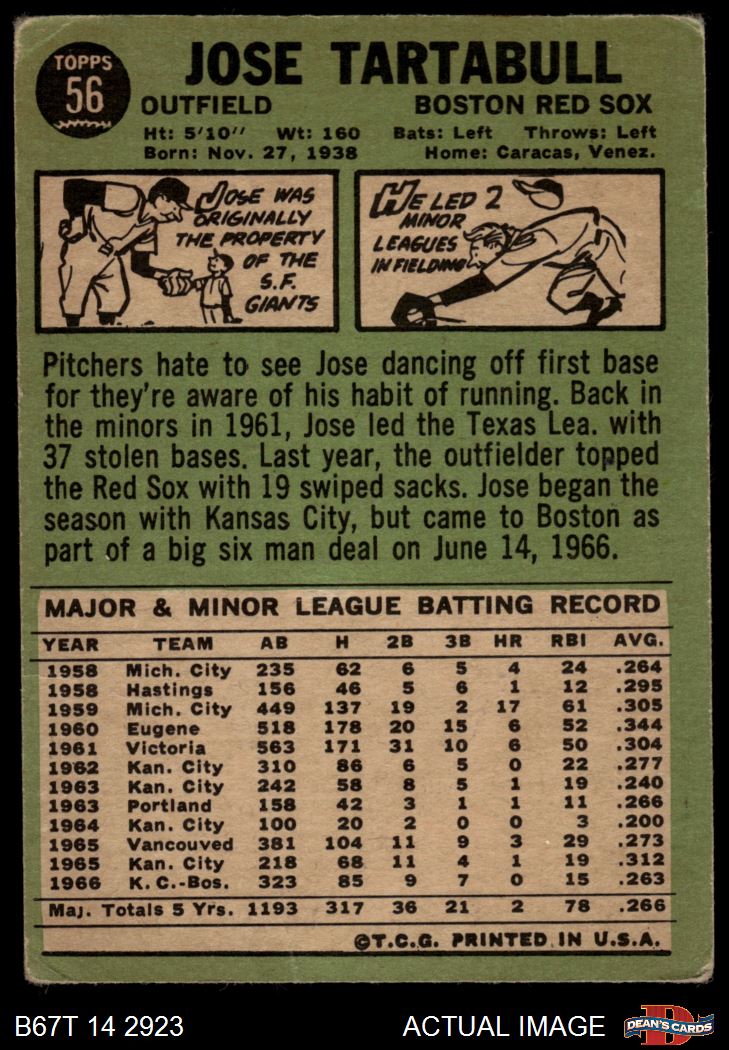 TOPPS
56
JOSE TARTABULL
OUTFIELD BOSTON RED SOX
Ht: 5'10" Wt: 160 Bats: Left Throws: Left
Born: Nov. 27, 1938 Home: Caracas, Venez.
JOSE WAS
ORIGINALLY
THE PROPERTY
OF THE
S.F.
GIANTS
HE LED 2
MINOR
LEAGUES
IN FIELDING
Pitchers hate to see Jose dancing off first base
for they're aware of his habit of running. Back in
the minors in 1961, Jose led the Texas Lea. with
37 stolen bases. Last year, the outfielder topped
the Red Sox with 19 swiped sacks. Jose began the
season with Kansas City, but came to Boston as
part of a big six man deal on June 14, 1966.
MAJOR & MINOR LEAGUE BATTING RECORD
YEAR TEAM AB H 2B 3B HR RBI AVG.
1958 Mich. City 235 62 6 5 4 24 .264
1958 Hastings 156 46 5 6 1 12 .295
1959 Mich. City 449 137 19 2 17 61 .305
1960 Eugene 518 178 20 15 6 52 .344
1961 Victoria 563 171 31 10 6 50 .304
1962 Kan. City 310 86 6 5 0 22 .277
1963 Kan. City 242 58 8 5 1 19 .240
1963 Portland 158 42 3 1 1 11 .266
1964 Kan. City 100 20 2 0 0 3 .200
1965 Vancouved 381 104 11 9 3 29 .273
1965 Kan. City 218 68 11 4 1 19 .312
1966 K.C.-Bos. 323 85 9 7 0 15 .263
Maj. Totals 5 Yrs. 1193 317 36 21 2 78 .266
©T.C.G. PRINTED IN U.S.A.
B67T 14 2923 ACTUAL IMAGE
D
DEAN'S CARDS